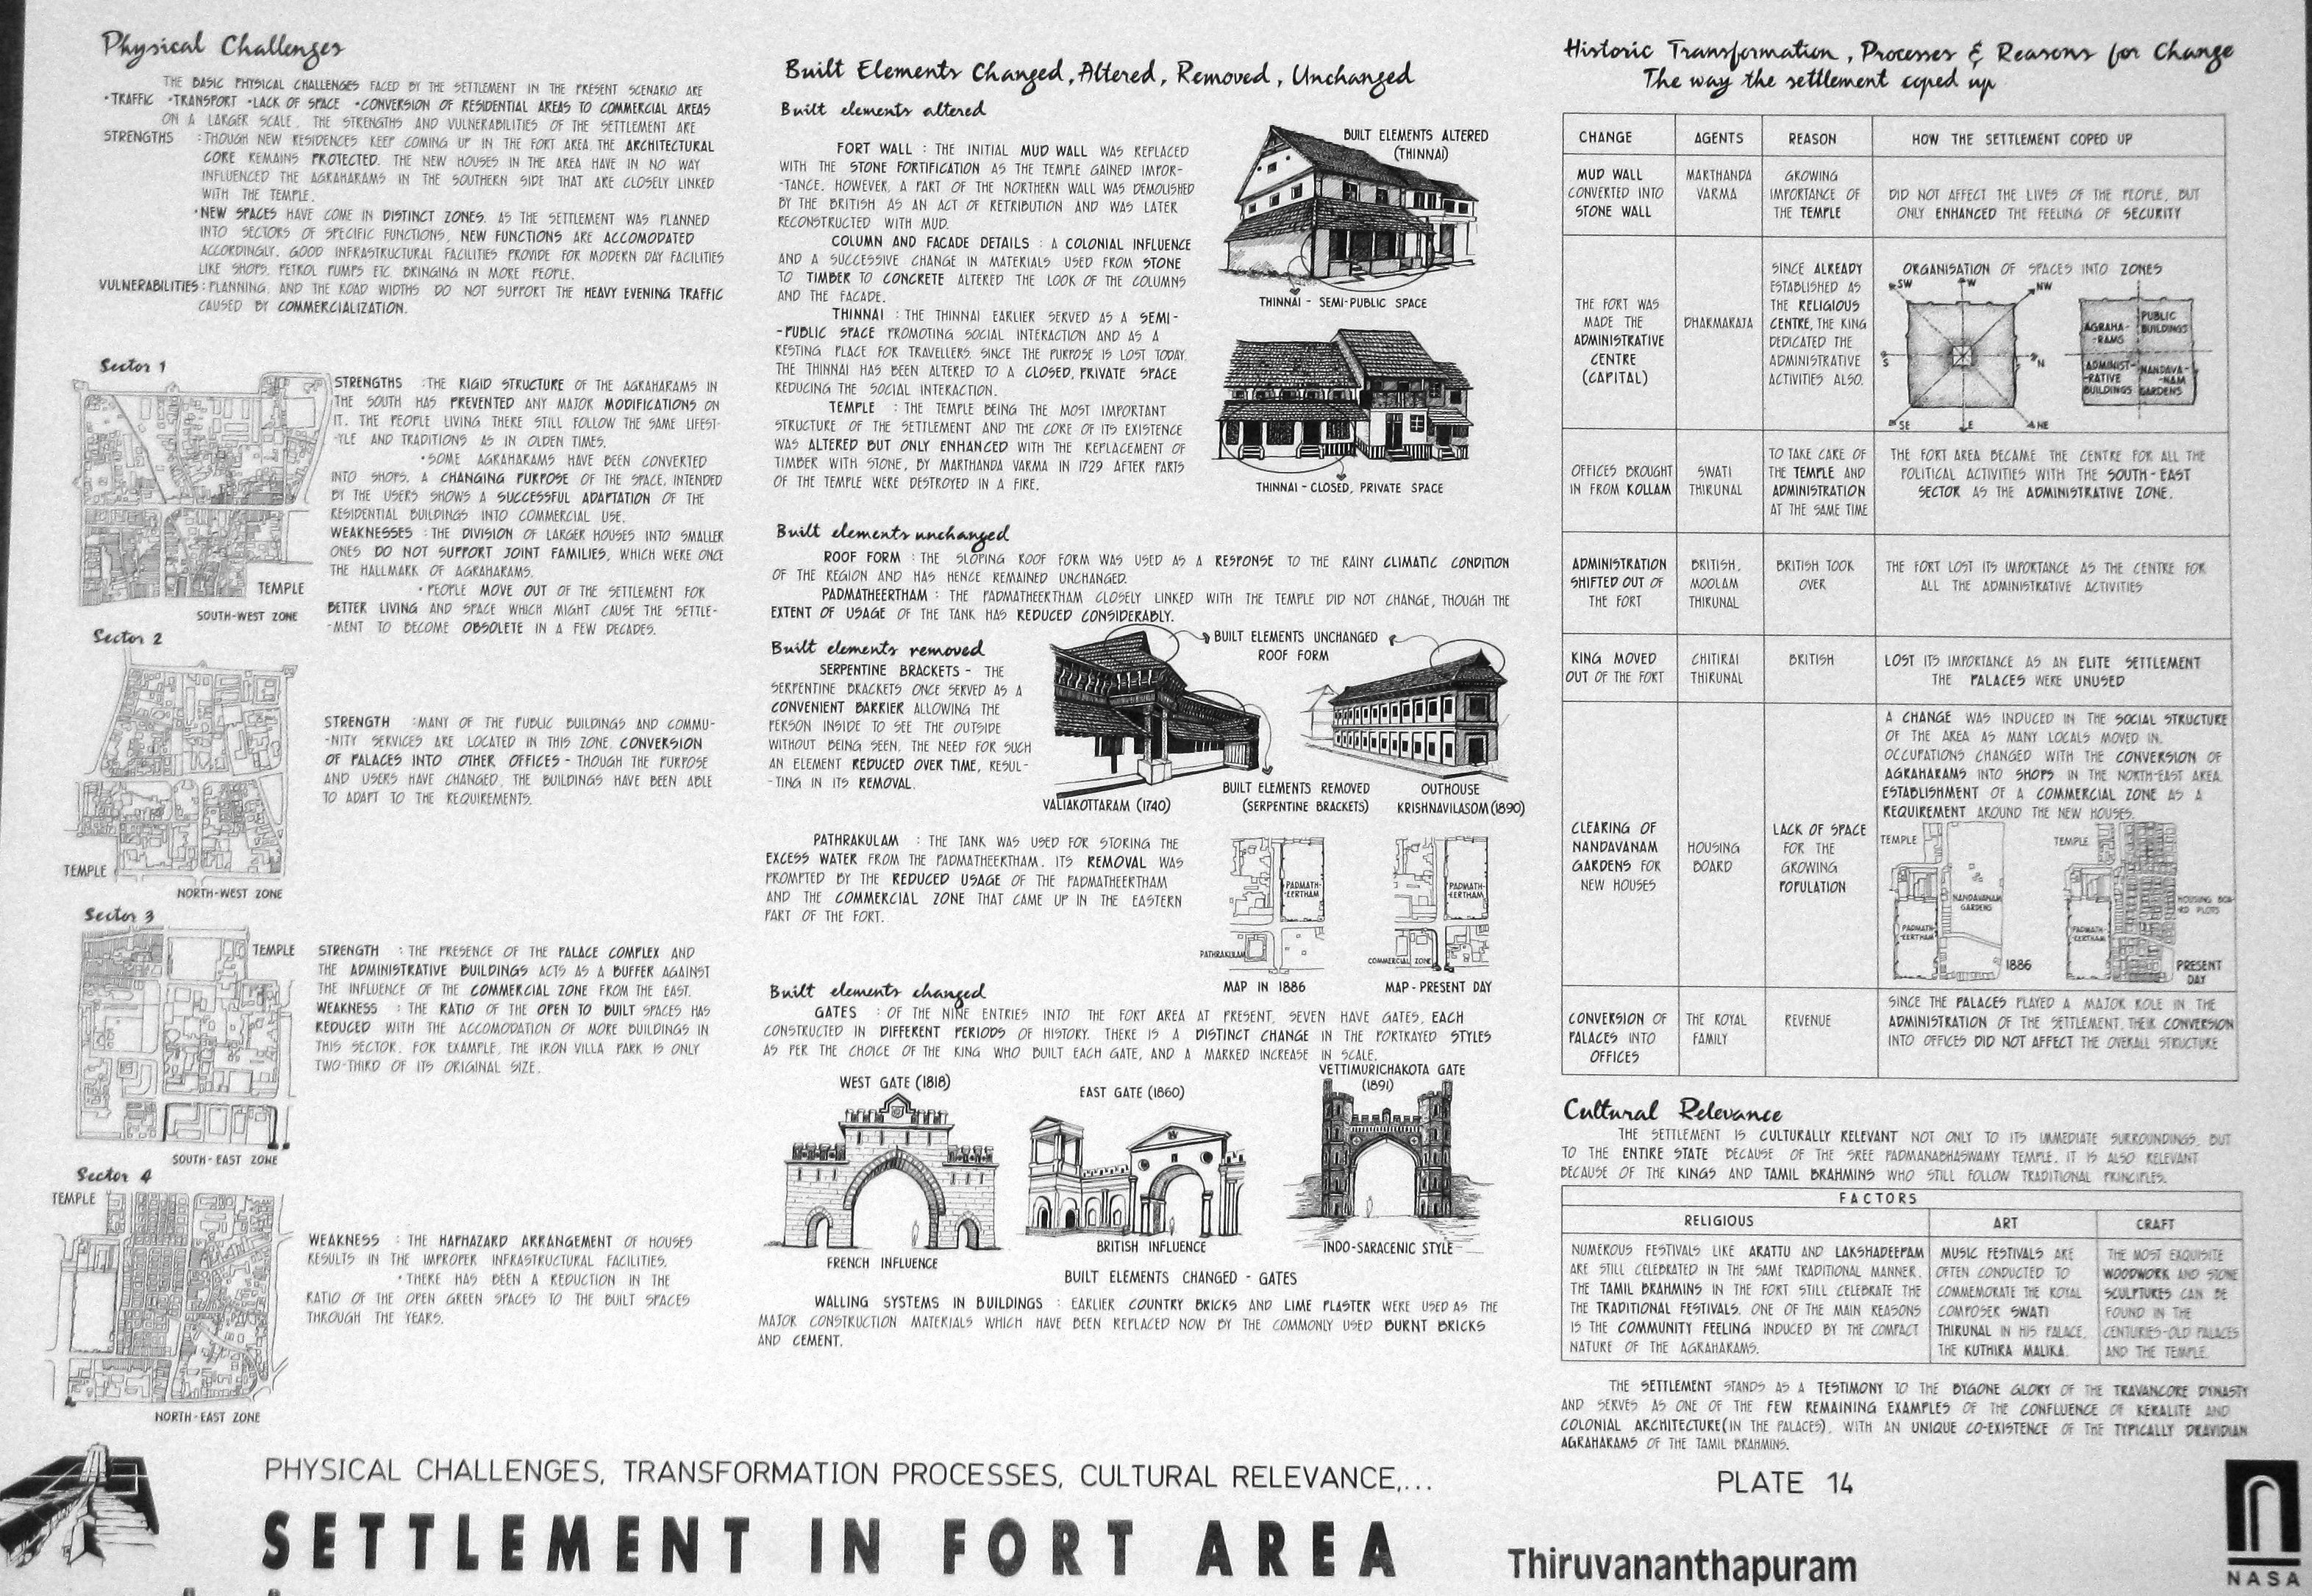 Physical Challenges
THE BASIC PHYSICAL CHALLENGES FACED BY THE SETTLEMENT IN THE PRESENT SCENARIO ARE
•TRAFFIC •TRANSPORT •LACK OF SPACE •CONVERSION OF RESIDENTIAL AREAS TO COMMERCIAL AREAS
ON A LARGER SCALE. THE STRENGTHS AND VULNERABILITIES OF THE SETTLEMENT ARE
STRENGTHS :THOUGH NEW RESIDENCES KEEP COMING UP IN THE FORT AREA, THE ARCHITECTURAL
CORE REMAINS PROTECTED. THE NEW HOUSES IN THE AREA HAVE IN NO WAY
INFLUENCED THE AGRAHARAMS IN THE SOUTHERN SIDE THAT ARE CLOSELY LINKED
WITH THE TEMPLE.
•NEW SPACES HAVE COME IN DISTINCT ZONES. AS THE SETTLEMENT WAS PLANNED
INTO SECTORS OF SPECIFIC FUNCTIONS, NEW FUNCTIONS ARE ACCOMODATED
ACCORDINGLY. GOOD INFRASTRUCTURAL FACILITIES PROVIDE FOR MODERN DAY FACILITIES
LIKE SHOPS, PETROL PUMPS ETC BRINGING IN MORE PEOPLE.
VULNERABILITIES :PLANNING, AND THE ROAD WIDTHS DO NOT SUPPORT THE HEAVY EVENING TRAFFIC
CAUSED BY COMMERCIALIZATION.
Sector 1
STRENGTHS :THE RIGID STRUCTURE OF THE AGRAHARAMS IN
THE SOUTH HAS PREVENTED ANY MAJOR MODIFICATIONS ON
IT. THE PEOPLE LIVING THERE STILL FOLLOW THE SAME LIFEST-
-YLE AND TRADITIONS AS IN OLDEN TIMES.
•SOME AGRAHARAMS HAVE BEEN CONVERTED
INTO SHOPS. A CHANGING PURPOSE OF THE SPACE, INTENDED
BY THE USERS SHOWS A SUCCESSFUL ADAPTATION OF THE
RESIDENTIAL BUILDINGS INTO COMMERCIAL USE.
WEAKNESSES :THE DIVISION OF LARGER HOUSES INTO SMALLER
ONES DO NOT SUPPORT JOINT FAMILIES, WHICH WERE ONCE
THE HALLMARK OF AGRAHARAMS.
•PEOPLE MOVE OUT OF THE SETTLEMENT FOR
BETTER LIVING AND SPACE WHICH MIGHT CAUSE THE SETTLE-
-MENT TO BECOME OBSOLETE IN A FEW DECADES.
TEMPLE
SOUTH-WEST ZONE
Sector 2
STRENGTH :MANY OF THE PUBLIC BUILDINGS AND COMMU-
-NITY SERVICES ARE LOCATED IN THIS ZONE. CONVERSION
OF PALACES INTO OTHER OFFICES - THOUGH THE PURPOSE
AND USERS HAVE CHANGED, THE BUILDINGS HAVE BEEN ABLE
TO ADAPT TO THE REQUIREMENTS.
TEMPLE
NORTH-WEST ZONE
Sector 3
TEMPLE
STRENGTH : THE PRESENCE OF THE PALACE COMPLEX AND
THE ADMINISTRATIVE BUILDINGS ACTS AS A BUFFER AGAINST
THE INFLUENCE OF THE COMMERCIAL ZONE FROM THE EAST.
WEAKNESS : THE RATIO OF THE OPEN TO BUILT SPACES HAS
REDUCED WITH THE ACCOMODATION OF MORE BUILDINGS IN
THIS SECTOR. FOR EXAMPLE, THE IRON VILLA PARK IS ONLY
TWO-THIRD OF ITS ORIGINAL SIZE.
SOUTH-EAST ZONE
Sector 4
TEMPLE
WEAKNESS : THE HAPHAZARD ARRANGEMENT OF HOUSES
RESULTS IN THE IMPROPER INFRASTRUCTURAL FACILITIES.
•THERE HAS BEEN A REDUCTION IN THE
RATIO OF THE OPEN GREEN SPACES TO THE BUILT SPACES
THROUGH THE YEARS.
NORTH-EAST ZONE
Built Elements Changed, Altered, Removed, Unchanged
Built elements altered
FORT WALL : THE INITIAL MUD WALL WAS REPLACED
WITH THE STONE FORTIFICATION AS THE TEMPLE GAINED IMPOR-
-TANCE. HOWEVER, A PART OF THE NORTHERN WALL WAS DEMOLISHED
BY THE BRITISH AS AN ACT OF RETRIBUTION AND WAS LATER
RECONSTRUCTED WITH MUD.
COLUMN AND FACADE DETAILS : A COLONIAL INFLUENCE
AND A SUCCESSIVE CHANGE IN MATERIALS USED FROM STONE
TO TIMBER TO CONCRETE ALTERED THE LOOK OF THE COLUMNS
AND THE FACADE.
THINNAI : THE THINNAI EARLIER SERVED AS A SEMI-
-PUBLIC SPACE PROMOTING SOCIAL INTERACTION AND AS A
RESTING PLACE FOR TRAVELLERS. SINCE THE PURPOSE IS LOST TODAY,
THE THINNAI HAS BEEN ALTERED TO A CLOSED, PRIVATE SPACE
REDUCING THE SOCIAL INTERACTION.
TEMPLE : THE TEMPLE BEING THE MOST IMPORTANT
STRUCTURE OF THE SETTLEMENT AND THE CORE OF ITS EXISTENCE
WAS ALTERED BUT ONLY ENHANCED WITH THE REPLACEMENT OF
TIMBER WITH STONE, BY MARTHANDA VARMA IN 1729 AFTER PARTS
OF THE TEMPLE WERE DESTROYED IN A FIRE.
BUILT ELEMENTS ALTERED
(THINNAI)
THINNAI - SEMI-PUBLIC SPACE
THINNAI - CLOSED, PRIVATE SPACE
Built elements unchanged
ROOF FORM : THE SLOPING ROOF FORM WAS USED AS A RESPONSE TO THE RAINY CLIMATIC CONDITION
OF THE REGION AND HAS HENCE REMAINED UNCHANGED.
PADMATHEERTHAM : THE PADMATHEERTHAM CLOSELY LINKED WITH THE TEMPLE DID NOT CHANGE, THOUGH THE
EXTENT OF USAGE OF THE TANK HAS REDUCED CONSIDERABLY.
BUILT ELEMENTS UNCHANGED
ROOF FORM
Built elements removed
SERPENTINE BRACKETS - THE
SERPENTINE BRACKETS ONCE SERVED AS A
CONVENIENT BARRIER ALLOWING THE
PERSON INSIDE TO SEE THE OUTSIDE
WITHOUT BEING SEEN. THE NEED FOR SUCH
AN ELEMENT REDUCED OVER TIME, RESUL-
-TING IN ITS REMOVAL.
VALIAKOTTARAM (1740)
BUILT ELEMENTS REMOVED
(SERPENTINE BRACKETS)
OUTHOUSE
KRISHNAVILASOM (1890)
PATHRAKULAM : THE TANK WAS USED FOR STORING THE
EXCESS WATER FROM THE PADMATHEERTHAM. ITS REMOVAL WAS
PROMPTED BY THE REDUCED USAGE OF THE PADMATHEERTHAM
AND THE COMMERCIAL ZONE THAT CAME UP IN THE EASTERN
PART OF THE FORT.
PADMATH-
-EERTHAM
PATHRAKULAM
MAP IN 1886
PADMATH-
-EERTHAM
COMMERCIAL ZONE
MAP - PRESENT DAY
Built elements changed
GATES : OF THE NINE ENTRIES INTO THE FORT AREA AT PRESENT, SEVEN HAVE GATES, EACH
CONSTRUCTED IN DIFFERENT PERIODS OF HISTORY. THERE IS A DISTINCT CHANGE IN THE PORTRAYED STYLES
AS PER THE CHOICE OF THE KING WHO BUILT EACH GATE, AND A MARKED INCREASE IN SCALE.
WEST GATE (1818)
EAST GATE (1860)
VETTIMURICHAKOTA GATE
(1891)
FRENCH INFLUENCE
BRITISH INFLUENCE
INDO-SARACENIC STYLE
BUILT ELEMENTS CHANGED - GATES
WALLING SYSTEMS IN BUILDINGS : EARLIER COUNTRY BRICKS AND LIME PLASTER WERE USED AS THE
MAJOR CONSTRUCTION MATERIALS WHICH HAVE BEEN REPLACED NOW BY THE COMMONLY USED BURNT BRICKS
AND CEMENT.
Historic Transformation, Processes & Reasons for Change
The way the settlement coped up
CHANGE AGENTS REASON HOW THE SETTLEMENT COPED UP
MUD WALL
CONVERTED INTO
STONE WALL
MARTHANDA
VARMA
GROWING
IMPORTANCE OF
THE TEMPLE
DID NOT AFFECT THE LIVES OF THE PEOPLE, BUT
ONLY ENHANCED THE FEELING OF SECURITY
THE FORT WAS
MADE THE
ADMINISTRATIVE
CENTRE
(CAPITAL)
DHARMARAJA
SINCE ALREADY
ESTABLISHED AS
THE RELIGIOUS
CENTRE, THE KING
DEDICATED THE
ADMINISTRATIVE
ACTIVITIES ALSO.
ORGANISATION OF SPACES INTO ZONES
SW W NW
S N
SE E NE
AGRAHA-
-RAMS
PUBLIC
BUILDINGS
ADMINIST-
-RATIVE
BUILDINGS
NANDAVA-
-NAM
GARDENS
OFFICES BROUGHT
IN FROM KOLLAM
SWATI
THIRUNAL
TO TAKE CARE OF
THE TEMPLE AND
ADMINISTRATION
AT THE SAME TIME
THE FORT AREA BECAME THE CENTRE FOR ALL THE
POLITICAL ACTIVITIES WITH THE SOUTH-EAST
SECTOR AS THE ADMINISTRATIVE ZONE.
ADMINISTRATION
SHIFTED OUT OF
THE FORT
BRITISH,
MOOLAM
THIRUNAL
BRITISH TOOK
OVER
THE FORT LOST ITS IMPORTANCE AS THE CENTRE FOR
ALL THE ADMINISTRATIVE ACTIVITIES
KING MOVED
OUT OF THE FORT
CHITIRAI
THIRUNAL
BRITISH
LOST ITS IMPORTANCE AS AN ELITE SETTLEMENT
THE PALACES WERE UNUSED
CLEARING OF
NANDAVANAM
GARDENS FOR
NEW HOUSES
HOUSING
BOARD
LACK OF SPACE
FOR THE
GROWING
POPULATION
A CHANGE WAS INDUCED IN THE SOCIAL STRUCTURE
OF THE AREA AS MANY LOCALS MOVED IN.
OCCUPATIONS CHANGED WITH THE CONVERSION OF
AGRAHARAMS INTO SHOPS IN THE NORTH-EAST AREA.
ESTABLISHMENT OF A COMMERCIAL ZONE AS A
REQUIREMENT AROUND THE NEW HOUSES.
TEMPLE
NANDAVANAM
GARDENS
PADMATH-
-EERTHAM
1886
TEMPLE
HOUSING BOA-
-RD PLOTS
PADMATH-
-EERTHAM
PRESENT
DAY
CONVERSION OF
PALACES INTO
OFFICES
THE ROYAL
FAMILY
REVENUE
SINCE THE PALACES PLAYED A MAJOR ROLE IN THE
ADMINISTRATION OF THE SETTLEMENT, THEIR CONVERSION
INTO OFFICES DID NOT AFFECT THE OVERALL STRUCTURE
Cultural Relevance
THE SETTLEMENT IS CULTURALLY RELEVANT NOT ONLY TO ITS IMMEDIATE SURROUNDINGS, BUT
TO THE ENTIRE STATE BECAUSE OF THE SREE PADMANABHASWAMY TEMPLE. IT IS ALSO RELEVANT
BECAUSE OF THE KINGS AND TAMIL BRAHMINS WHO STILL FOLLOW TRADITIONAL PRINCIPLES.
FACTORS
RELIGIOUS ART CRAFT
NUMEROUS FESTIVALS LIKE ARATTU AND LAKSHADEEPAM
ARE STILL CELEBRATED IN THE SAME TRADITIONAL MANNER.
THE TAMIL BRAHMINS IN THE FORT STILL CELEBRATE THE
THE TRADITIONAL FESTIVALS. ONE OF THE MAIN REASONS
IS THE COMMUNITY FEELING INDUCED BY THE COMPACT
NATURE OF THE AGRAHARAMS.
MUSIC FESTIVALS ARE
OFTEN CONDUCTED TO
COMMEMORATE THE ROYAL
COMPOSER SWATI
THIRUNAL IN HIS PALACE,
THE KUTHIRA MALIKA.
THE MOST EXQUISITE
WOODWORK AND STONE
SCULPTURES CAN BE
FOUND IN THE
CENTURIES-OLD PALACES
AND THE TEMPLE.
THE SETTLEMENT STANDS AS A TESTIMONY TO THE BYGONE GLORY OF THE TRAVANCORE DYNASTY
AND SERVES AS ONE OF THE FEW REMAINING EXAMPLES OF THE CONFLUENCE OF KERALITE AND
COLONIAL ARCHITECTURE(IN THE PALACES), WITH AN UNIQUE CO-EXISTENCE OF THE TYPICALLY DRAVIDIAN
AGRAHARAMS OF THE TAMIL BRAHMINS.
PHYSICAL CHALLENGES, TRANSFORMATION PROCESSES, CULTURAL RELEVANCE,...
PLATE 14
SETTLEMENT IN FORT AREA
Thiruvananthapuram
NASA